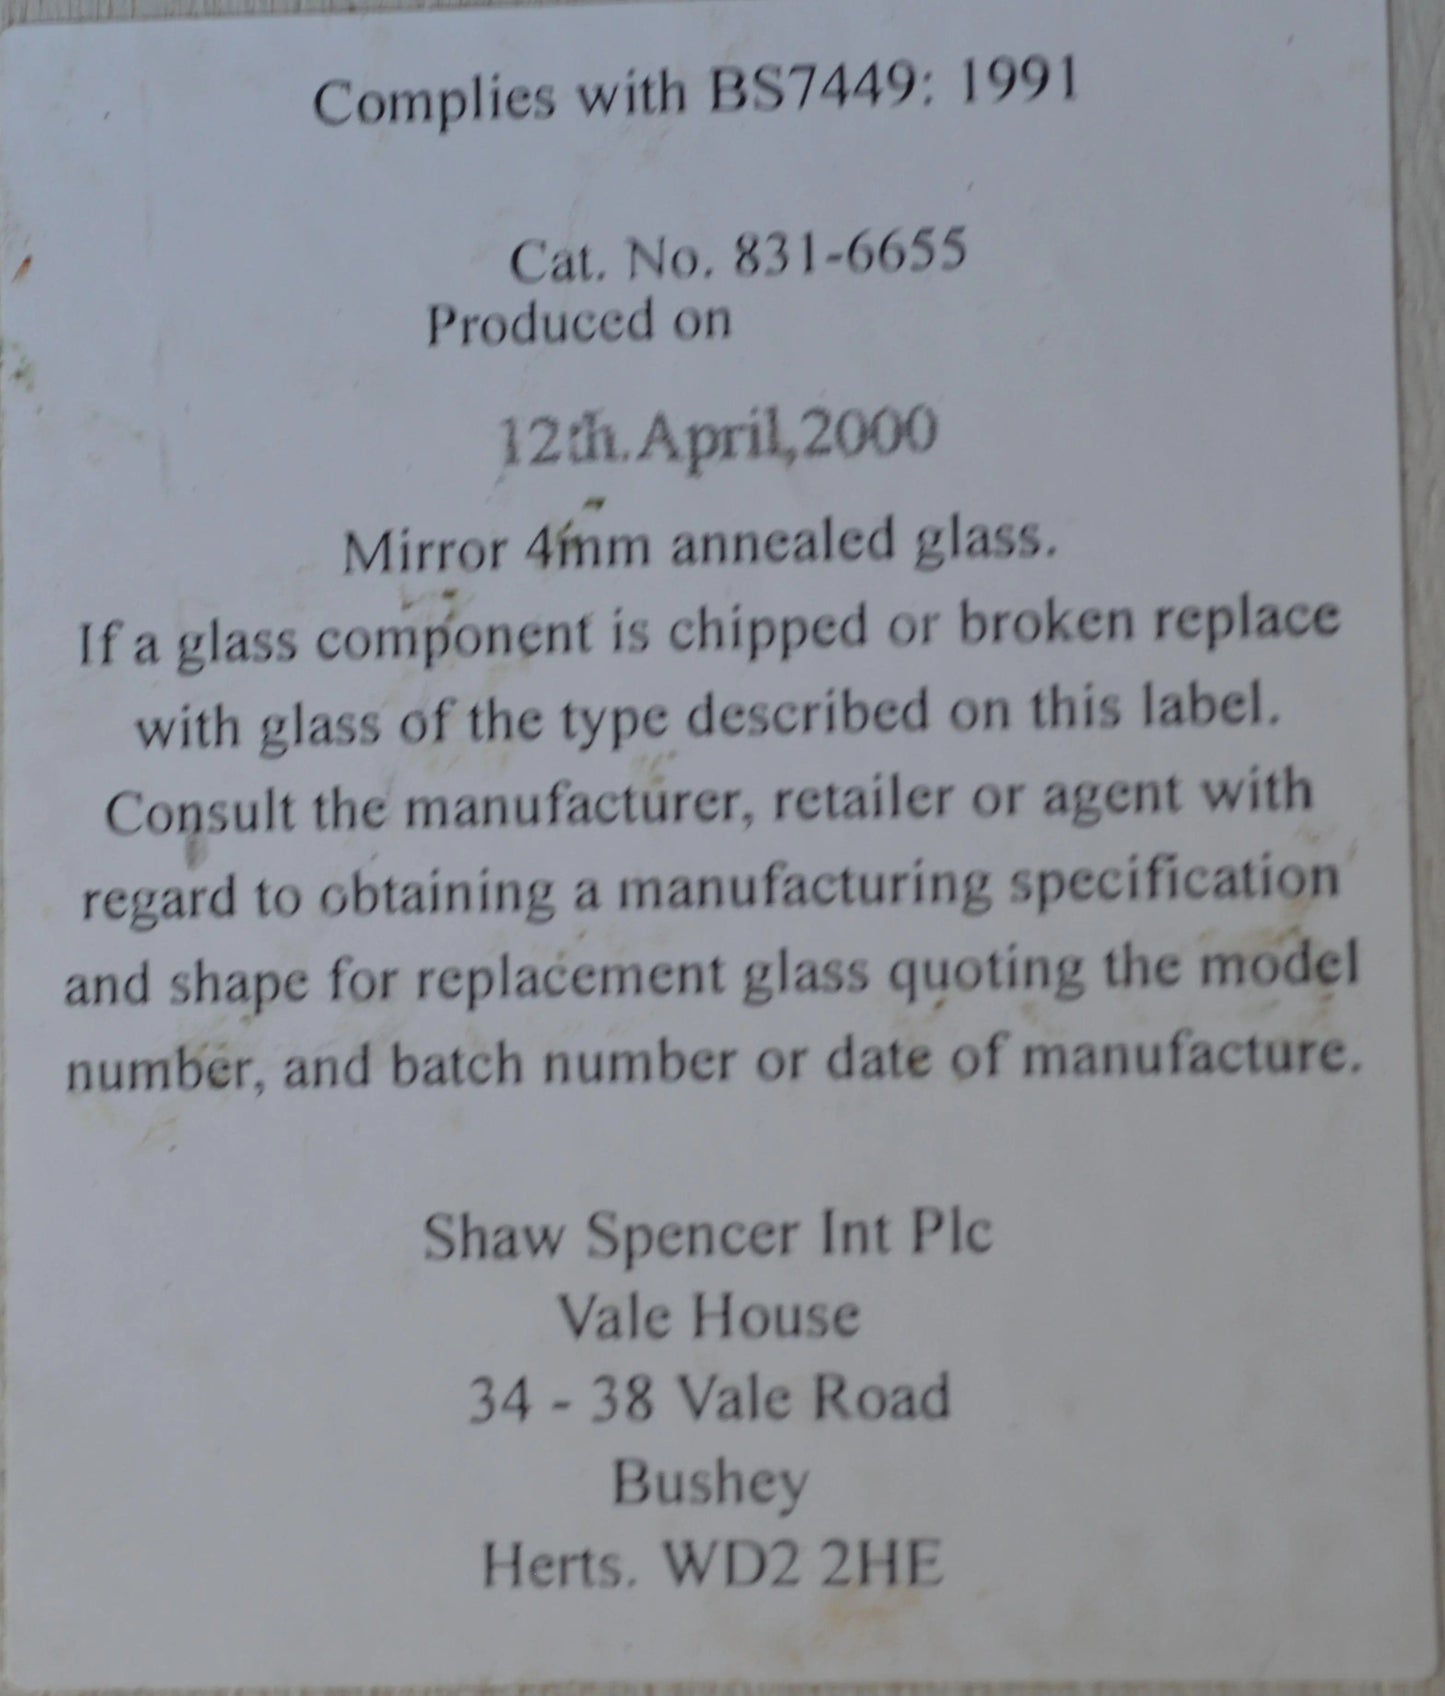 Complies with BS7449: 1991
Cat. No. 831-6655
Produced on
12th.April,2000
Mirror 4mm annealed glass.
If a glass component is chipped or broken replace
with glass of the type described on this label.
Consult the manufacturer, retailer or agent with
regard to obtaining a manufacturing specification
and shape for replacement glass quoting the model
number, and batch number or date of manufacture.
Shaw Spencer Int Plc
Vale House
34 - 38 Vale Road
Bushey
Herts. WD2 2HE